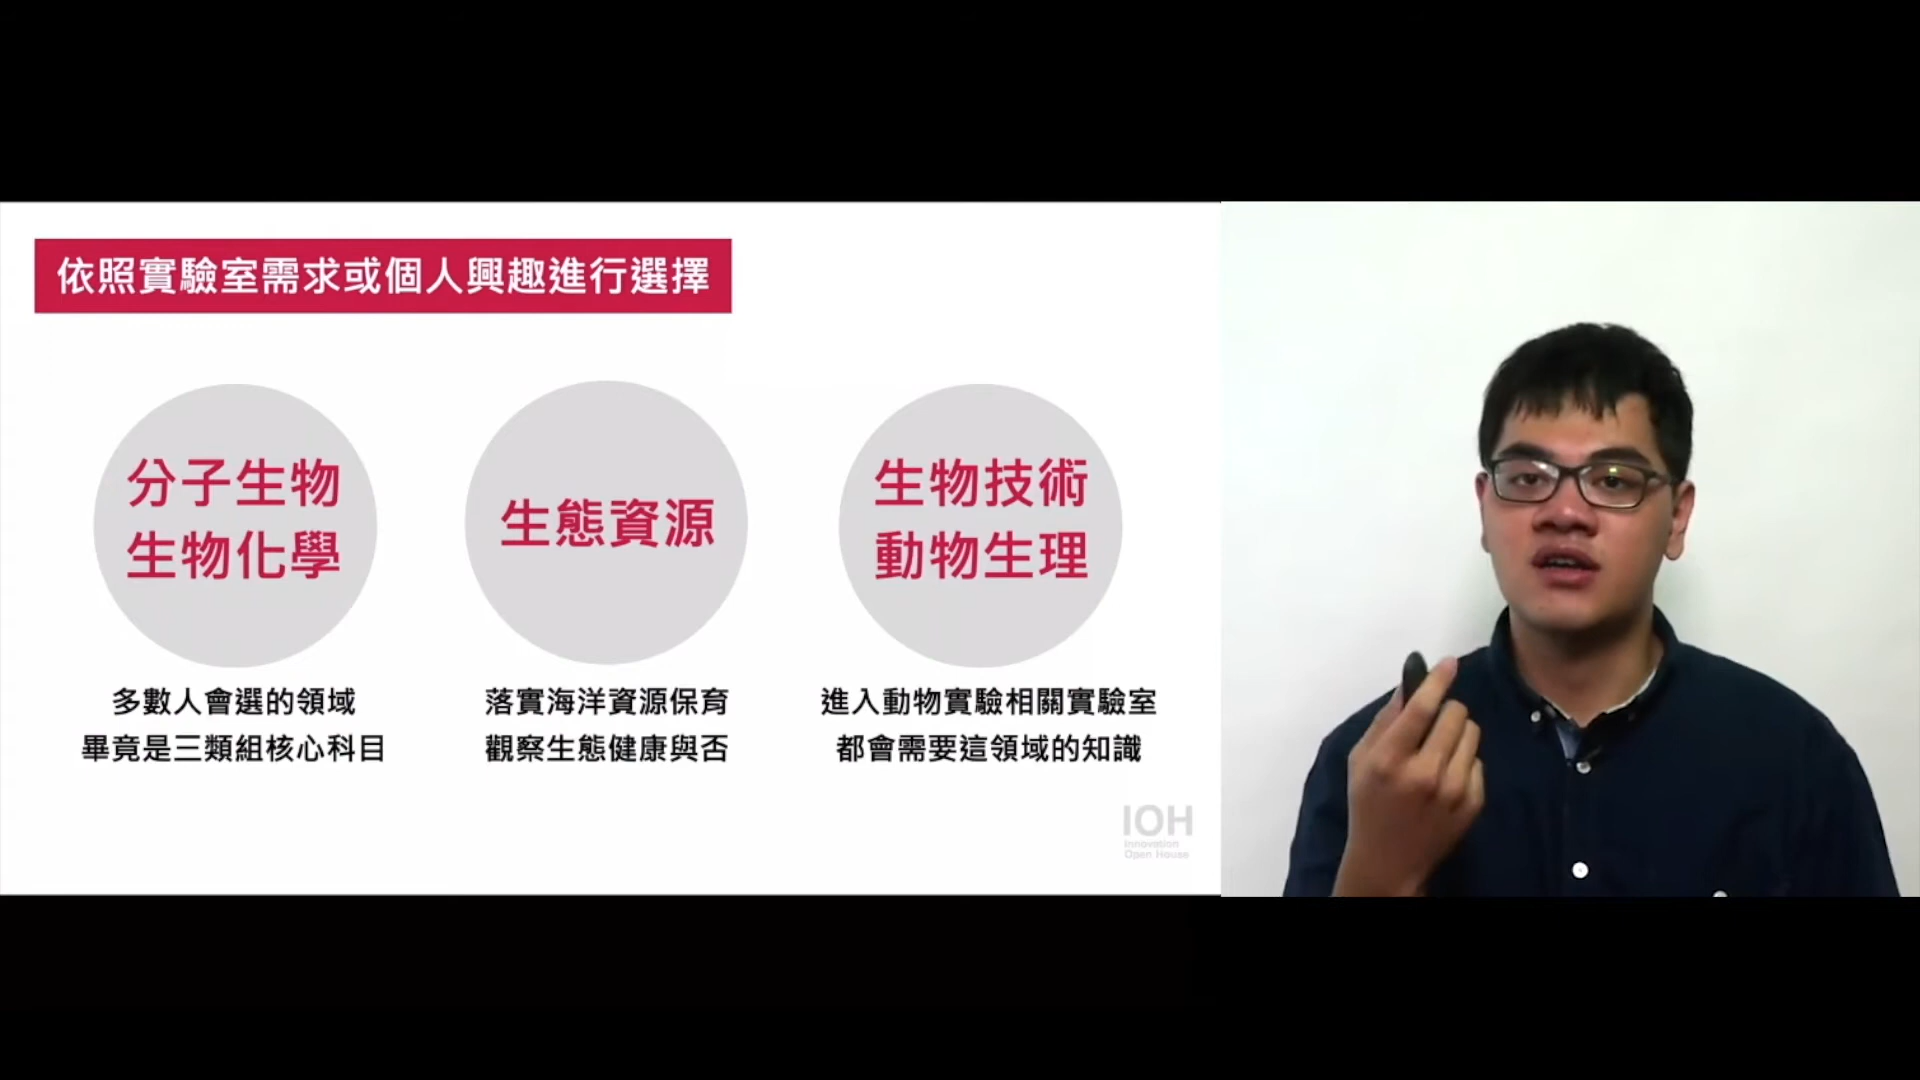 依照實驗室需求或個人興趣進行選擇
分子生物
生物化學
多數人會選的領域
畢竟是三類組核心科目
生態資源
落實海洋資源保育
觀察生態健康與否
生物技術
動物生理
進入動物實驗相關實驗室
都會需要這領域的知識
IOH
Innovation
Open House